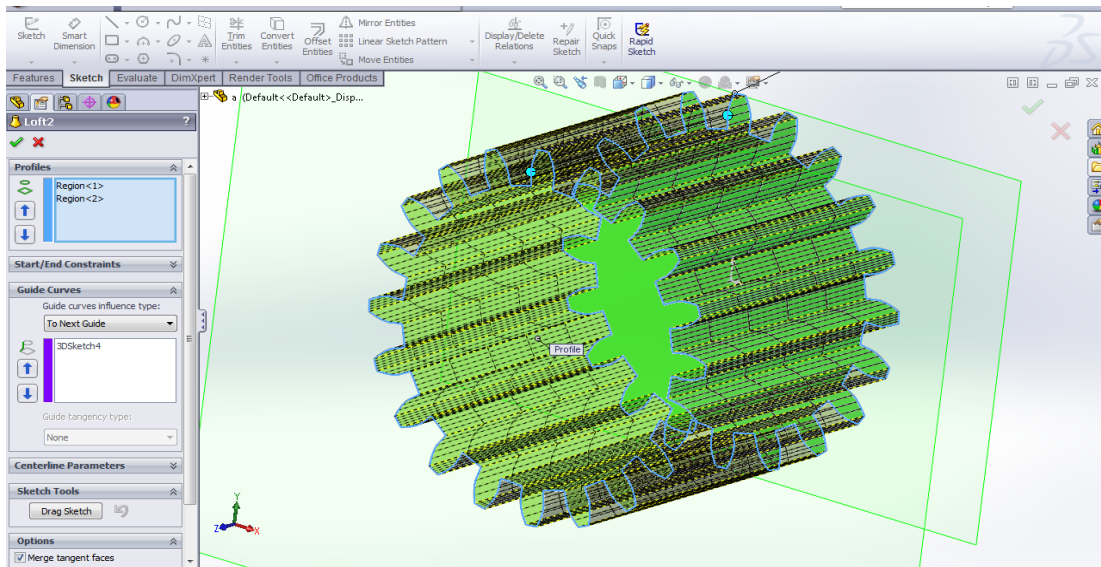 Sketch
Smart Dimension
Trim Entities
Convert Entities
Offset Entities
Mirror Entities
Linear Sketch Pattern
Move Entities
Display/Delete Relations
Repair Sketch
Quick Snaps
Rapid Sketch
Features Sketch Evaluate DimXpert Render Tools Office Products
a (Default<<Default>_Disp...
Loft2 ?
Profiles
Region<1>
Region<2>
Start/End Constraints
Guide Curves
Guide curves influence type:
To Next Guide
3DSketch4
Guide tangency type:
None
Centerline Parameters
Sketch Tools
Drag Sketch
Options
Merge tangent faces
Profile
Y
Z
X